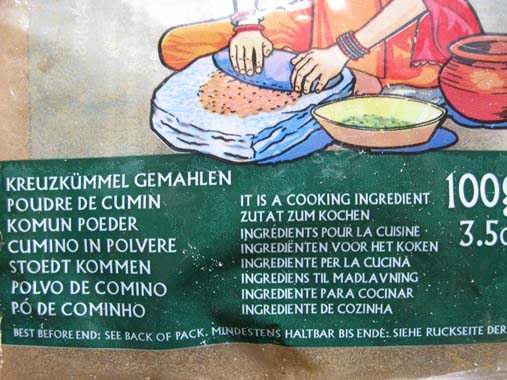 KREUZKÜMMEL GEMAHLEN
POUDRE DE CUMIN
KOMUN POEDER
CUMINO IN POLVERE
STOEDT KOMMEN
POLVO DE COMINO
PÓ DE COMINHO
IT IS A COOKING INGREDIENT
ZUTAT ZUM KOCHEN
INGRÉDIENTS POUR LA CUISINE
INGREDIËNTEN VOOR HET KOKEN
INGREDIENTE PER LA CUCINA
INGREDIENS TIL MADLAVNING
INGREDIENTE PARA COCINAR
INGREDIENTE DE COZINHA
100g
3.5o
BEST BEFORE END: SEE BACK OF PACK. MINDESTENS HALTBAR BIS ENDE: SIEHE RUCKSEITE DER